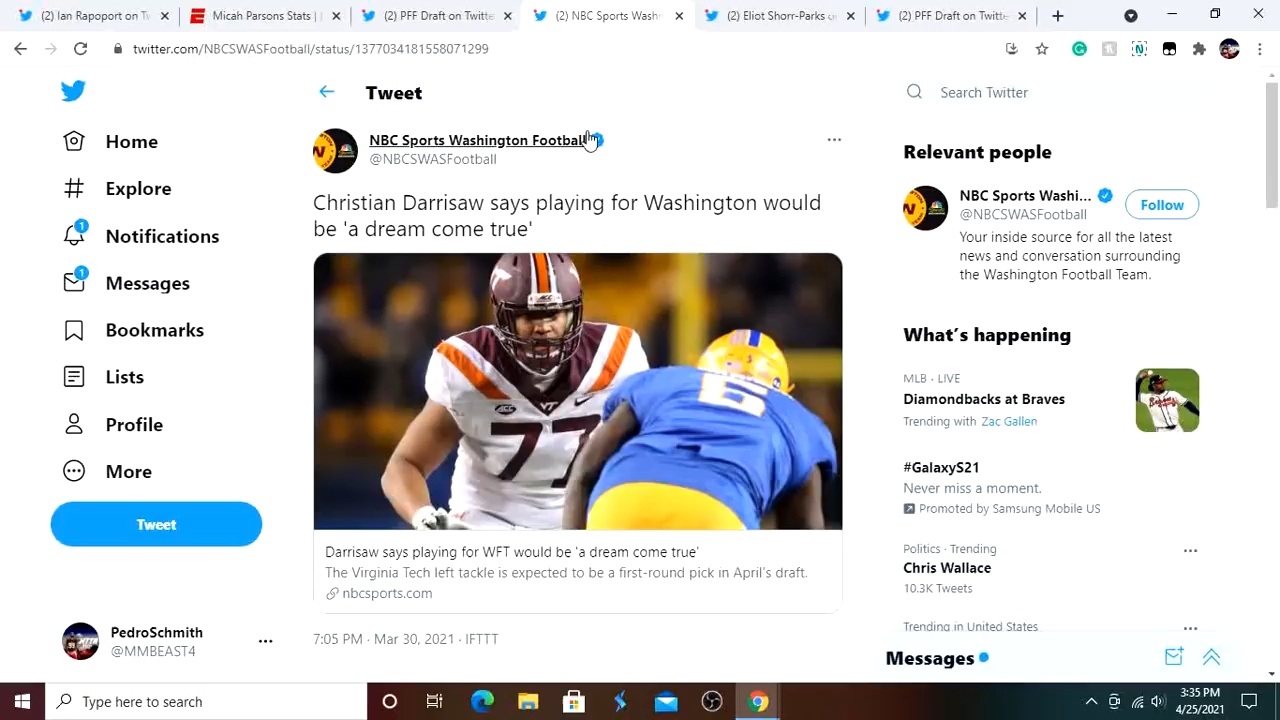 (2) Ian Rapoport on Tw
Micah Parsons Stats |
(2) PFF Draft on Twitte
(2) NBC Sports Wash
(2) Eliot Shorr-Parks o
(2) PFF Draft on Twitte
twitter.com/NBCSWASFootball/status/1377034181558071299
Tweet
Search Twitter
Home
Explore
1
Notifications
1
Messages
Bookmarks
Lists
Profile
More
Tweet
PedroSchmith
@MMBEAST4
NBC Sports Washington Football
@NBCSWASFootball
Christian Darrisaw says playing for Washington would
be 'a dream come true'
ACC
77
6
Darrisaw says playing for WFT would be 'a dream come true'
The Virginia Tech left tackle is expected to be a first-round pick in April's draft.
nbcsports.com
7:05 PM · Mar 30, 2021 · IFTTT
Relevant people
NBC Sports Washi...
@NBCSWASFootball
Follow
Your inside source for all the latest
news and conversation surrounding
the Washington Football Team.
What's happening
MLB · LIVE
Diamondbacks at Braves
Trending with Zac Gallen
#GalaxyS21
Never miss a moment.
Promoted by Samsung Mobile US
Politics · Trending
Chris Wallace
10.3K Tweets
Trending in United States
Messages
Type here to search
3:35 PM
4/25/2021